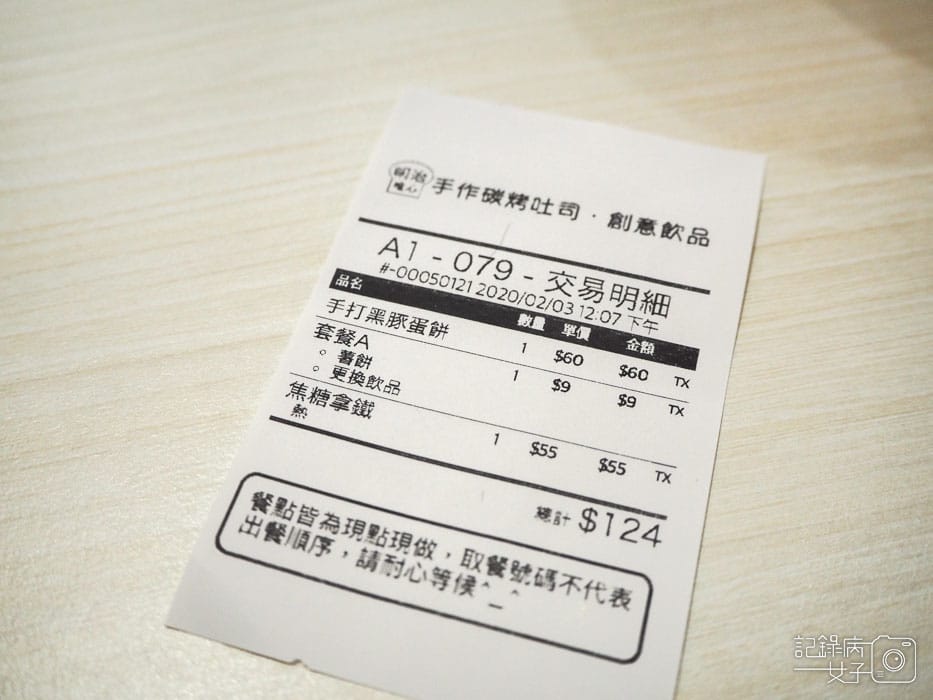 明治
暖心
手作碳烤吐司．創意飲品
A1 - 079 - 交易明細
#-00050121 2020/02/03 12:07 下午
品名 數量 單價 金額
手打黑豚蛋餅 1 $60 $60 TX
套餐A 1 $9 $9 TX
。 薯餅
。 更換飲品
焦糖拿鐵 1 $55 $55 TX
熱
總計 $124
餐點皆為現點現做，取餐號碼不代表
出餐順序，請耐心等候^_^
記錄病
女子